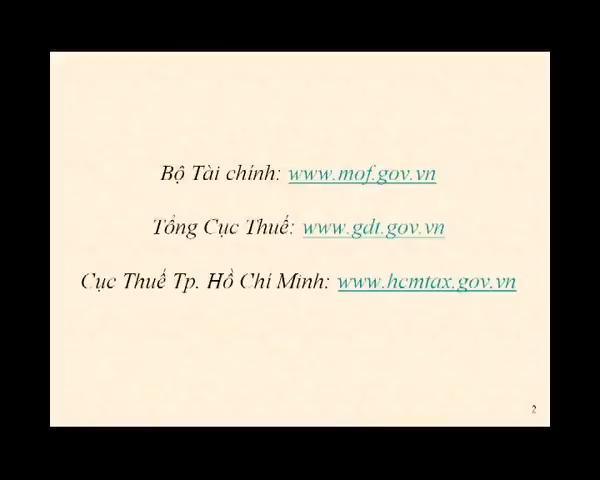 Bộ Tài chính: www.mof.gov.vn
Tổng Cục Thuế: www.gdt.gov.vn
Cục Thuế Tp. Hồ Chí Minh: www.hcmtax.gov.vn
2